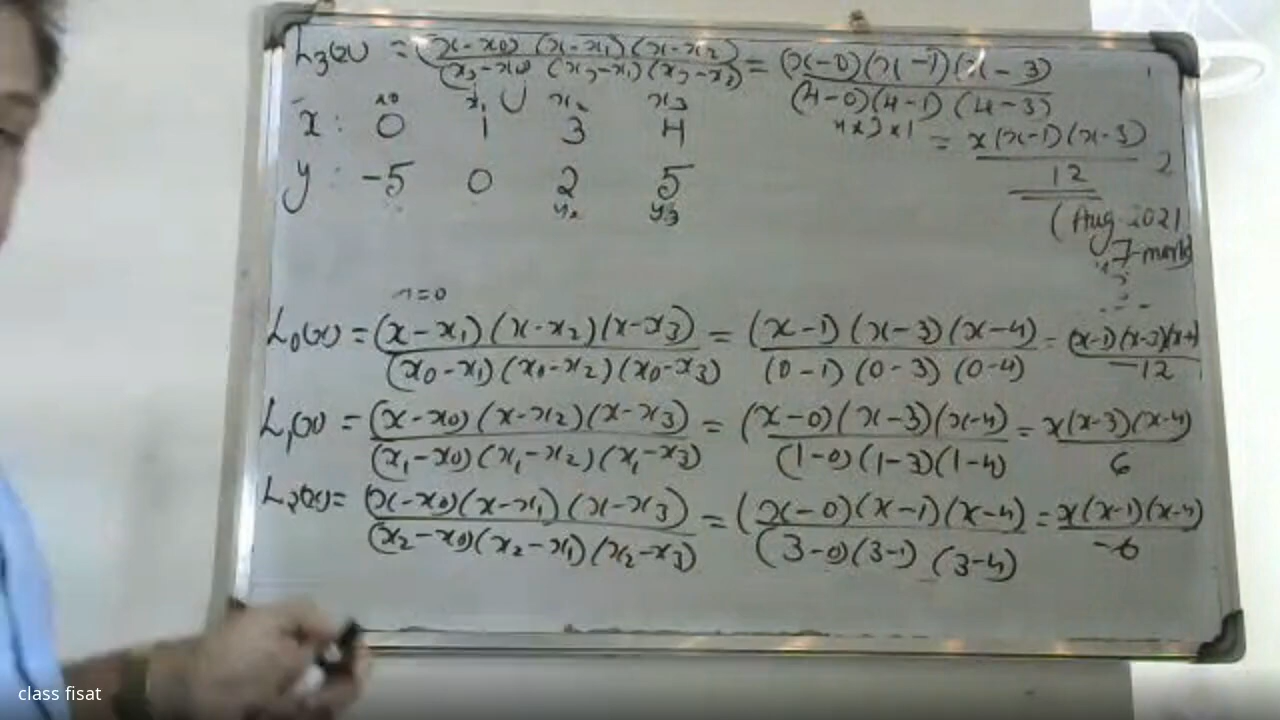 L₃(x) = (x-x₀)(x-x₁)(x-x₂) / (x₃-x₀)(x₃-x₁)(x₃-x₂) = (x-0)(x-1)(x-3) / (4-0)(4-1)(4-3)
x₀ x₁ x₂ x₃
x : 0 1 3 4
4x3x1 = x(x-1)(x-3) / 12
y : -5 0 2 5
y₂ y₃
(Aug 2021
7 marks
n=0
L₀(x) = (x-x₁)(x-x₂)(x-x₃) / (x₀-x₁)(x₀-x₂)(x₀-x₃) = (x-1)(x-3)(x-4) / (0-1)(0-3)(0-4) = (x-1)(x-3)(x-4) / -12
L₁(x) = (x-x₀)(x-x₂)(x-x₃) / (x₁-x₀)(x₁-x₂)(x₁-x₃) = (x-0)(x-3)(x-4) / (1-0)(1-3)(1-4) = x(x-3)(x-4) / 6
L₂(x) = (x-x₀)(x-x₁)(x-x₃) / (x₂-x₀)(x₂-x₁)(x₂-x₃) = (x-0)(x-1)(x-4) / (3-0)(3-1)(3-4) = x(x-1)(x-4) / -6
class fisat